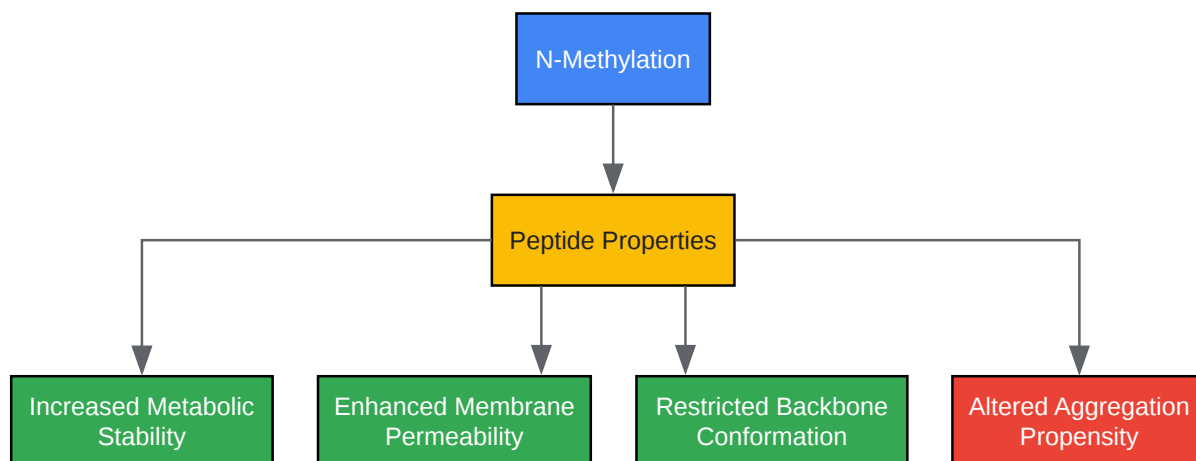 N-Methylation
Peptide Properties
Increased Metabolic
Stability
Enhanced Membrane
Permeability
Restricted Backbone
Conformation
Altered Aggregation
Propensity